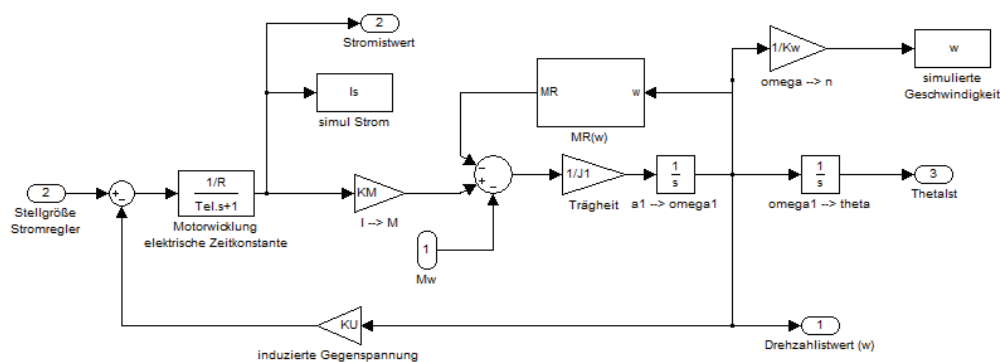 2
Stromistwert
Is
simul Strom
MR
w
MR(w)
1/Kw
omega --> n
w
simulierte
Geschwindigkeit
2
Stellgröße
Stromregler
+
−
1/R
Tel.s+1
Motorwicklung
elektrische Zeitkonstante
KM
I --> M
−
+
−
1
Mw
1/J1
Trägheit
1
s
a1 --> omega1
1
s
omega1 --> theta
3
ThetaIst
KU
induzierte Gegenspannung
1
DrehzahlIstwert (w)